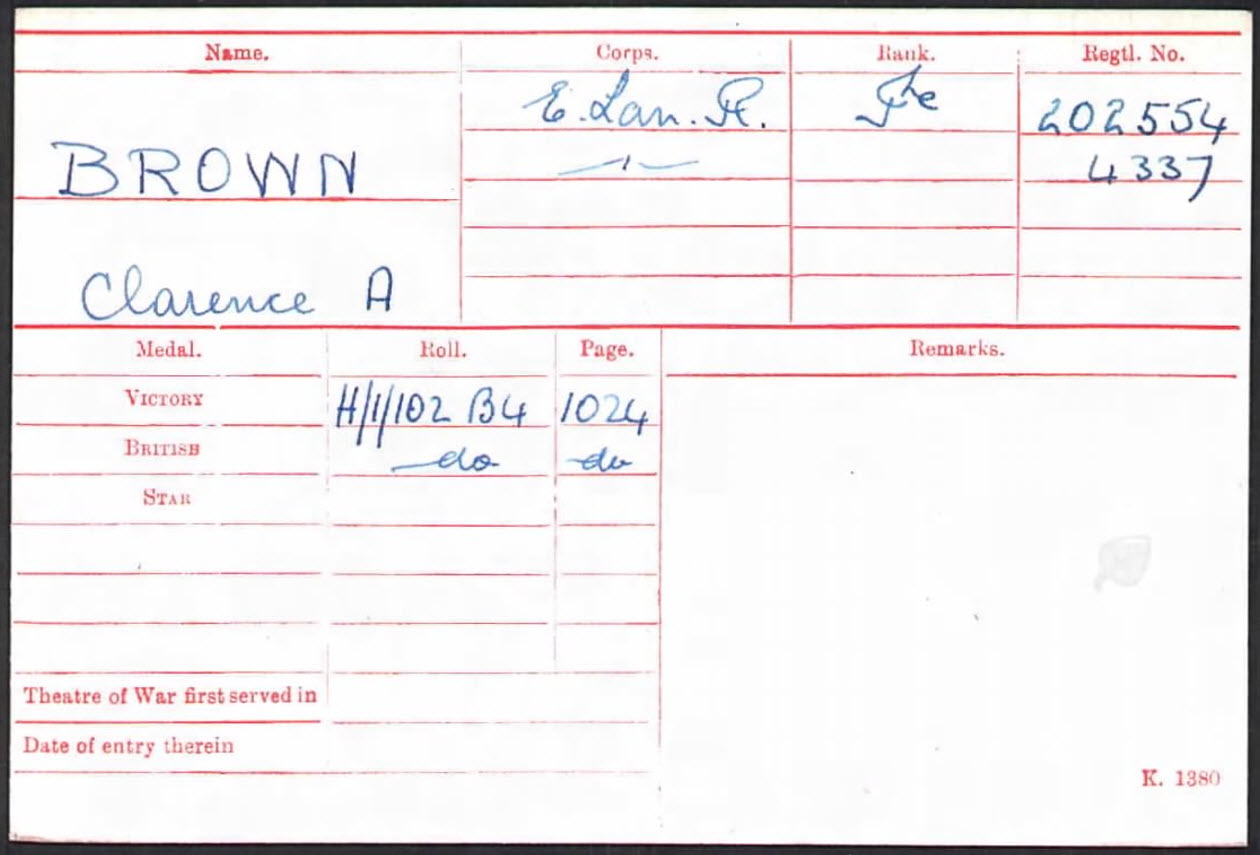 Name. Corps. Rank. Regtl. No.
E. Lan. R. Pte 202554
BROWN —"— 4337
Clarence A
Medal. Roll. Page. Remarks.
VICTORY H/1/102 B4 1024
BRITISH —do— -do-
STAR
Theatre of War first served in
Date of entry therein
K. 1380